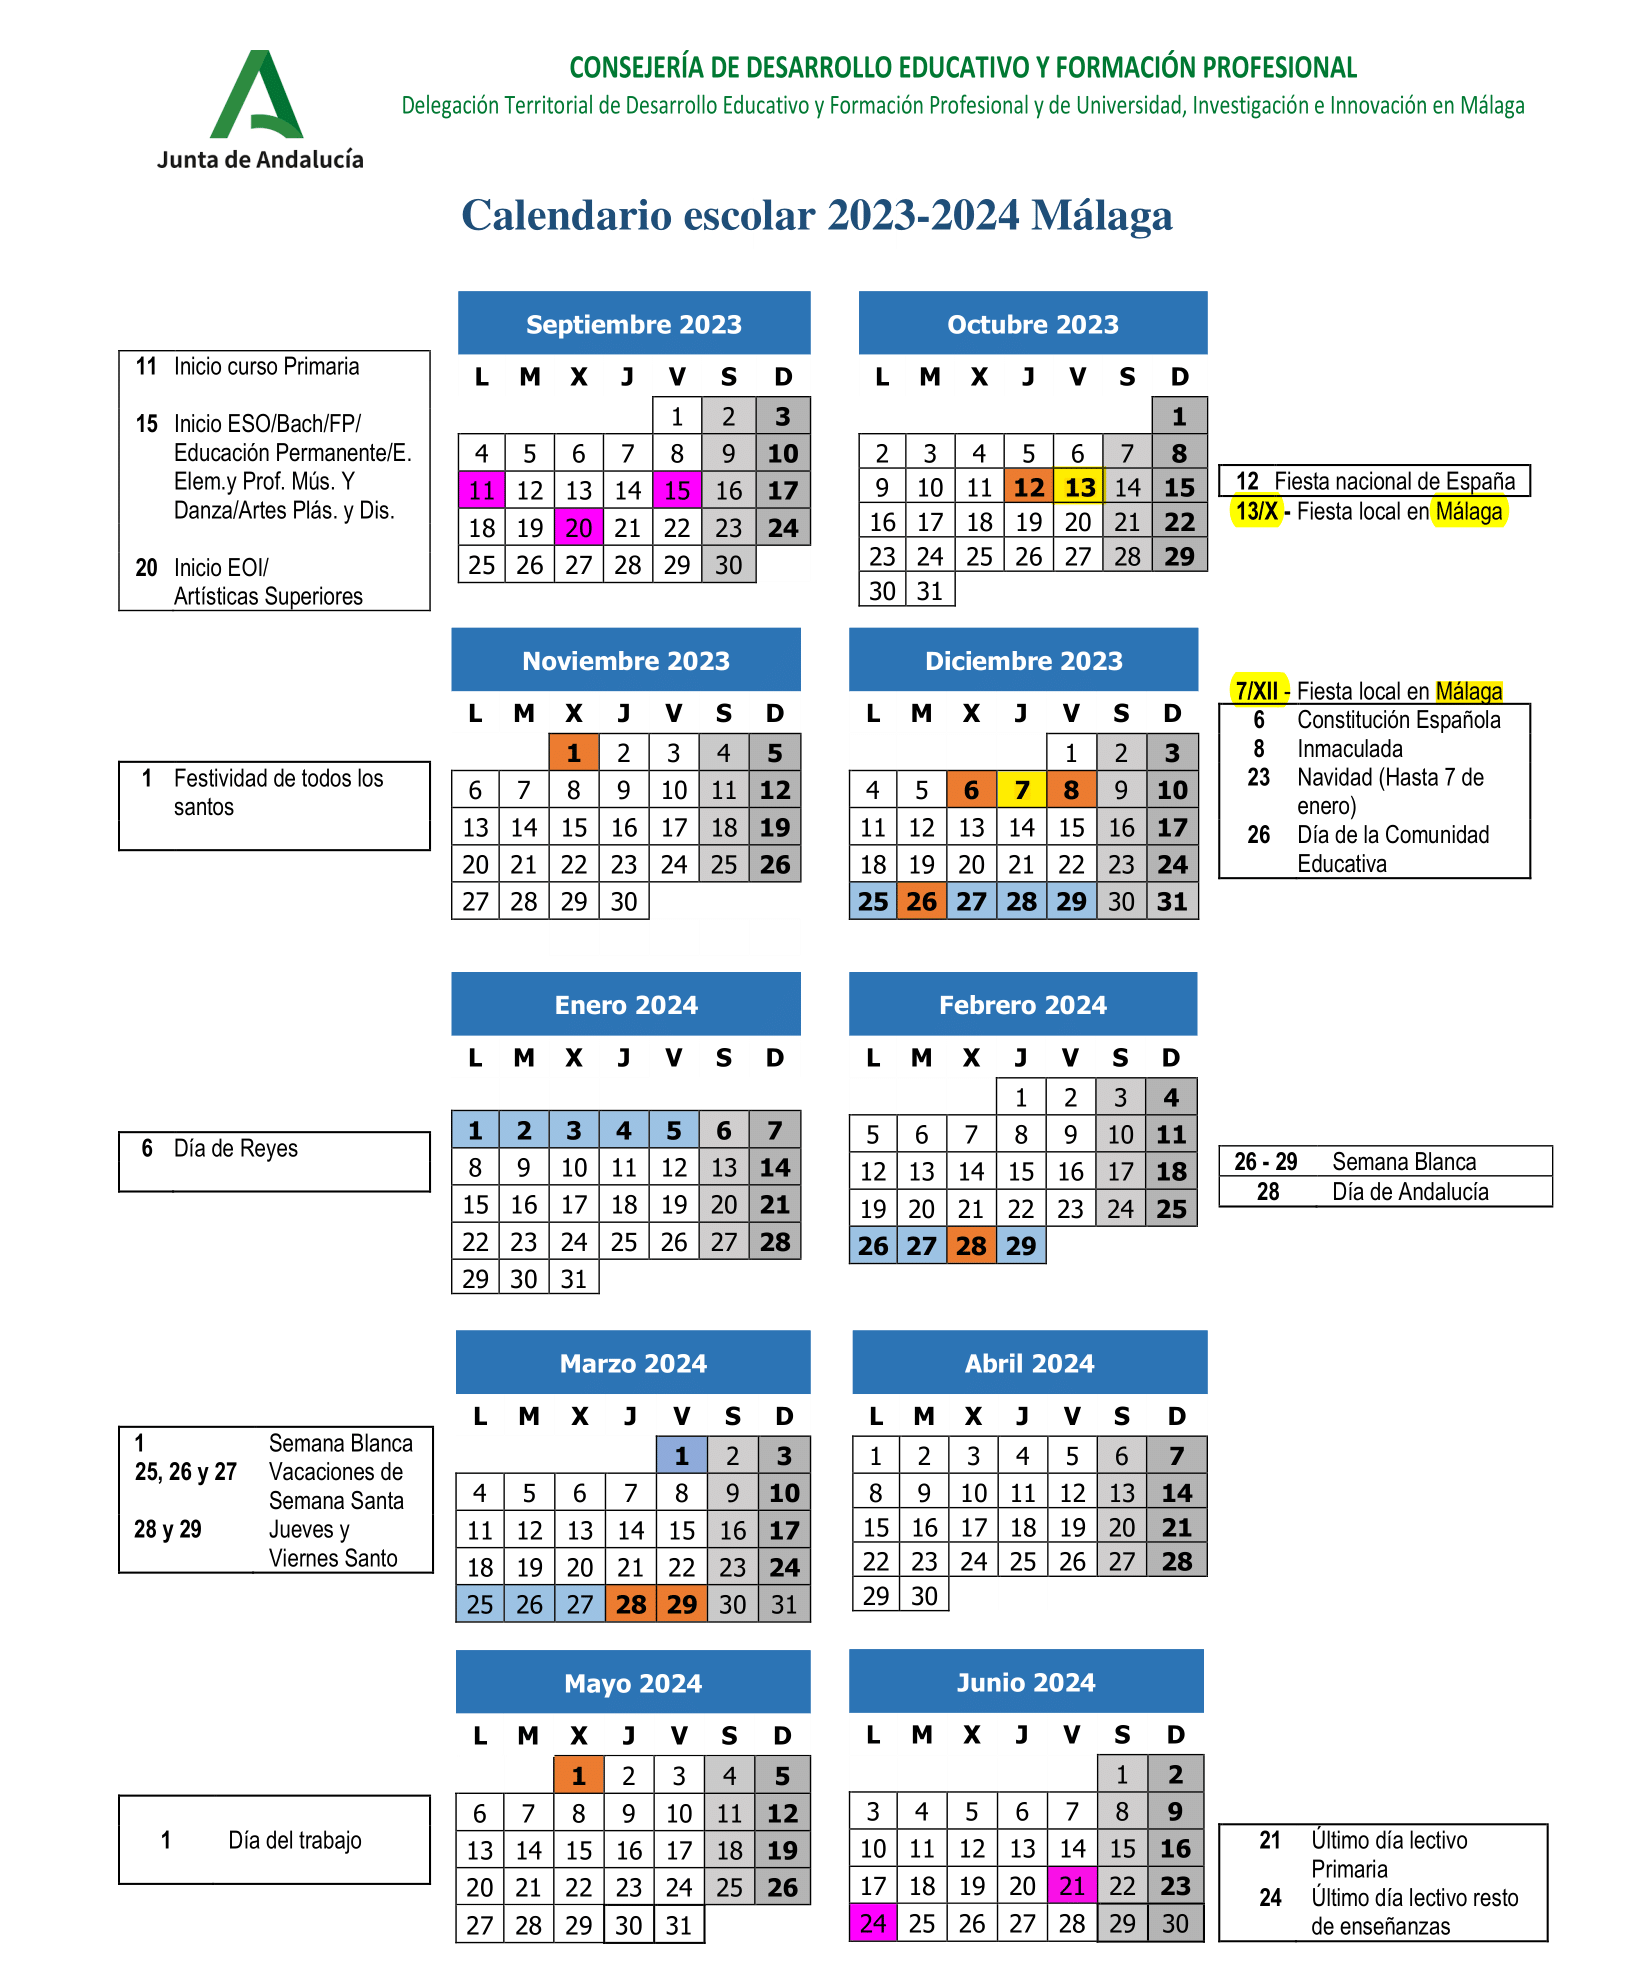 CONSEJERÍA DE DESARROLLO EDUCATIVO Y FORMACIÓN PROFESIONAL
Delegación Territorial de Desarrollo Educativo y Formación Profesional y de Universidad, Investigación e Innovación en Málaga
Junta de Andalucía
Calendario escolar 2023-2024 Málaga
11 Inicio curso Primaria
15 Inicio ESO/Bach/FP/
Educación Permanente/E.
Elem.y Prof. Mús. Y
Danza/Artes Plás. y Dis.
20 Inicio EOI/
Artísticas Superiores
Septiembre 2023
L M X J V S D
1 2 3
4 5 6 7 8 9 10
11 12 13 14 15 16 17
18 19 20 21 22 23 24
25 26 27 28 29 30
Octubre 2023
L M X J V S D
1
2 3 4 5 6 7 8
9 10 11 12 13 14 15
16 17 18 19 20 21 22
23 24 25 26 27 28 29
30 31
12 Fiesta nacional de España
13/X - Fiesta local en Málaga
1 Festividad de todos los
santos
Noviembre 2023
L M X J V S D
1 2 3 4 5
6 7 8 9 10 11 12
13 14 15 16 17 18 19
20 21 22 23 24 25 26
27 28 29 30
Diciembre 2023
L M X J V S D
1 2 3
4 5 6 7 8 9 10
11 12 13 14 15 16 17
18 19 20 21 22 23 24
25 26 27 28 29 30 31
7/XII - Fiesta local en Málaga
6 Constitución Española
8 Inmaculada
23 Navidad (Hasta 7 de
enero)
26 Día de la Comunidad
Educativa
6 Día de Reyes
Enero 2024
L M X J V S D
1 2 3 4 5 6 7
8 9 10 11 12 13 14
15 16 17 18 19 20 21
22 23 24 25 26 27 28
29 30 31
Febrero 2024
L M X J V S D
1 2 3 4
5 6 7 8 9 10 11
12 13 14 15 16 17 18
19 20 21 22 23 24 25
26 27 28 29
26 - 29 Semana Blanca
28 Día de Andalucía
1 Semana Blanca
25, 26 y 27 Vacaciones de
Semana Santa
28 y 29 Jueves y
Viernes Santo
Marzo 2024
L M X J V S D
1 2 3
4 5 6 7 8 9 10
11 12 13 14 15 16 17
18 19 20 21 22 23 24
25 26 27 28 29 30 31
Abril 2024
L M X J V S D
1 2 3 4 5 6 7
8 9 10 11 12 13 14
15 16 17 18 19 20 21
22 23 24 25 26 27 28
29 30
1 Día del trabajo
Mayo 2024
L M X J V S D
1 2 3 4 5
6 7 8 9 10 11 12
13 14 15 16 17 18 19
20 21 22 23 24 25 26
27 28 29 30 31
Junio 2024
L M X J V S D
1 2
3 4 5 6 7 8 9
10 11 12 13 14 15 16
17 18 19 20 21 22 23
24 25 26 27 28 29 30
21 Último día lectivo
Primaria
24 Último día lectivo resto
de enseñanzas